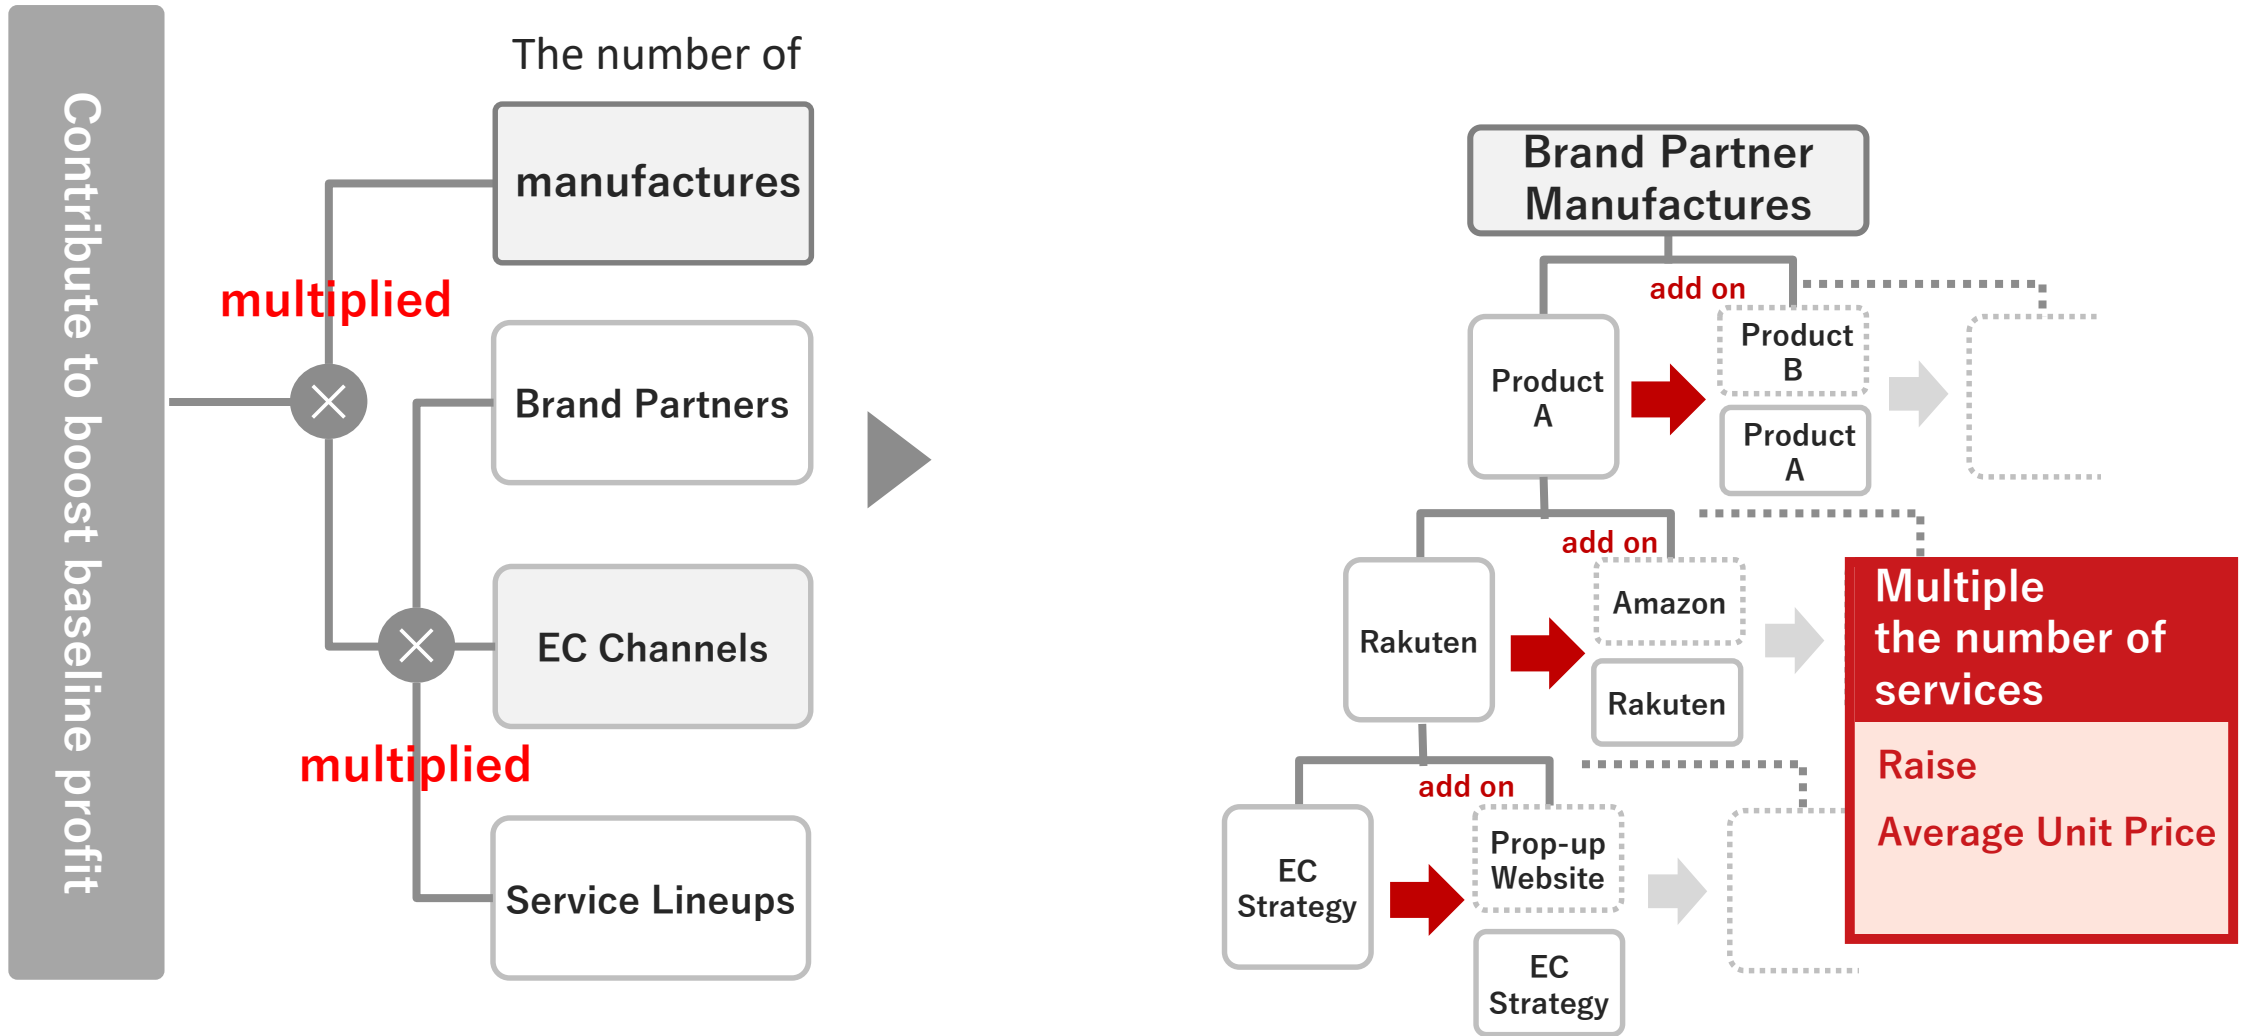 Contribute to boost baseline profit
The number of
manufactures
multiplied
Brand Partners
EC Channels
multiplied
Service Lineups
Brand Partner
Manufactures
add on
Product
A
Product
B
Product
A
add on
Rakuten
Amazon
Rakuten
add on
EC
Strategy
Prop-up
Website
EC
Strategy
Multiple
the number of
services
Raise
Average Unit Price